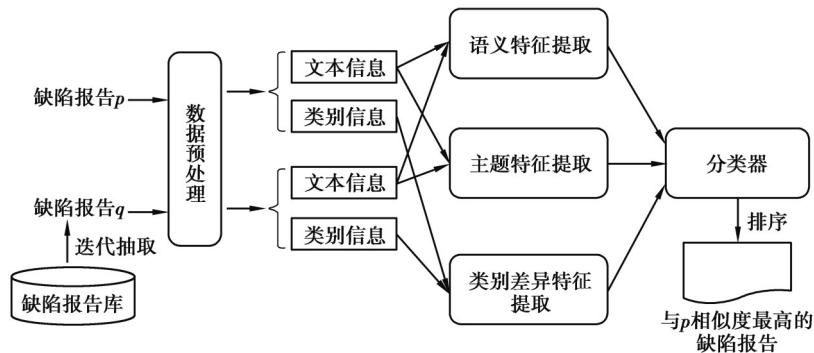 缺陷报告p
缺陷报告q
迭代抽取
缺陷报告库
数据预处理
文本信息
类别信息
文本信息
类别信息
语义特征提取
主题特征提取
类别差异特征
提取
分类器
排序
与p相似度最高的
缺陷报告